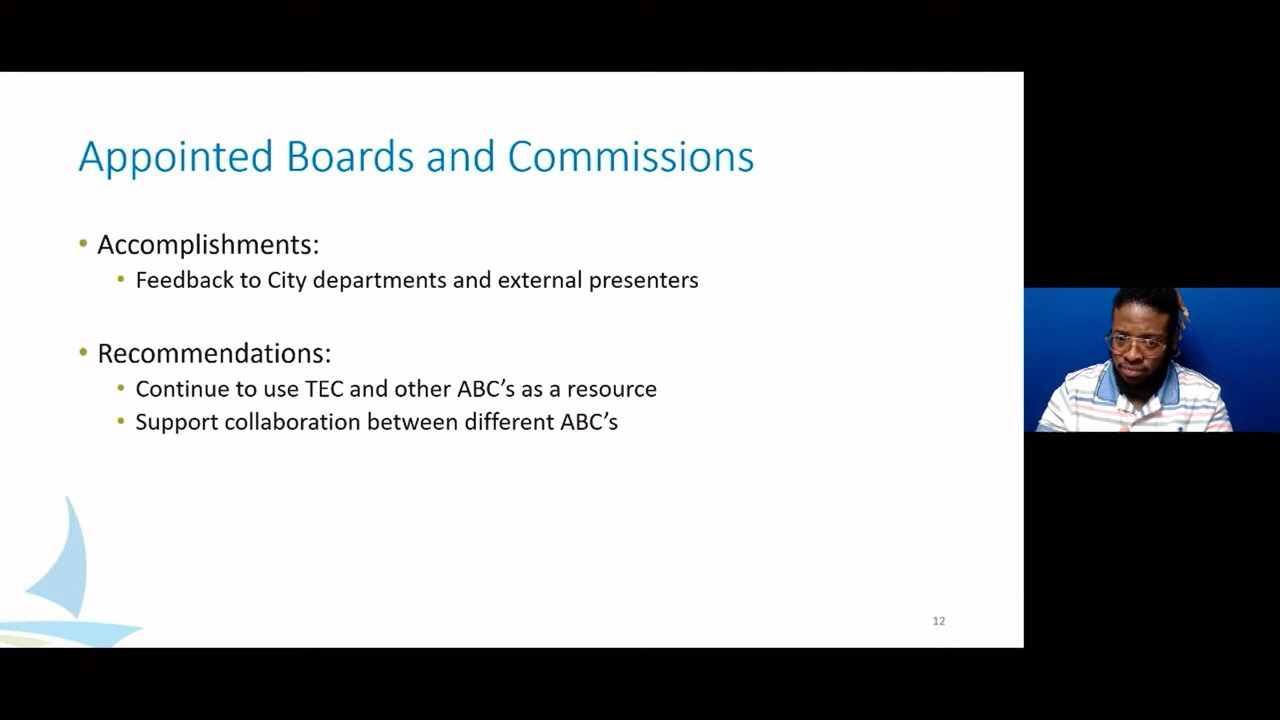 Appointed Boards and Commissions
• Accomplishments:
• Feedback to City departments and external presenters
• Recommendations:
• Continue to use TEC and other ABC’s as a resource
• Support collaboration between different ABC’s
12